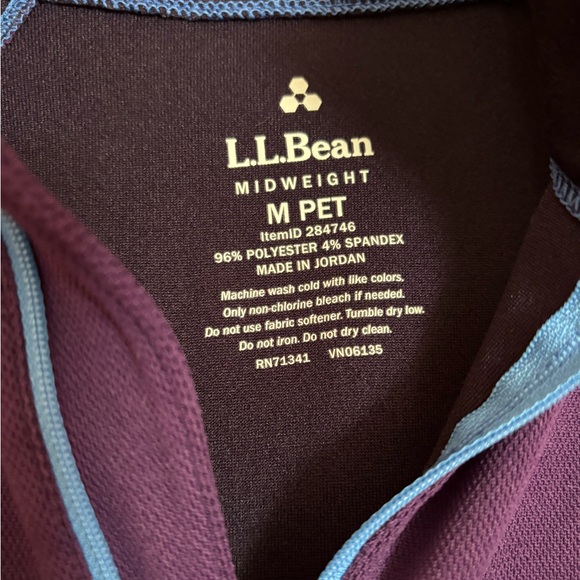 L.L.Bean
MIDWEIGHT
M PET
ItemID 284746
96% POLYESTER 4% SPANDEX
MADE IN JORDAN
Machine wash cold with like colors.
Only non-chlorine bleach if needed.
Do not use fabric softener. Tumble dry low.
Do not iron. Do not dry clean.
RN71341 VN06135